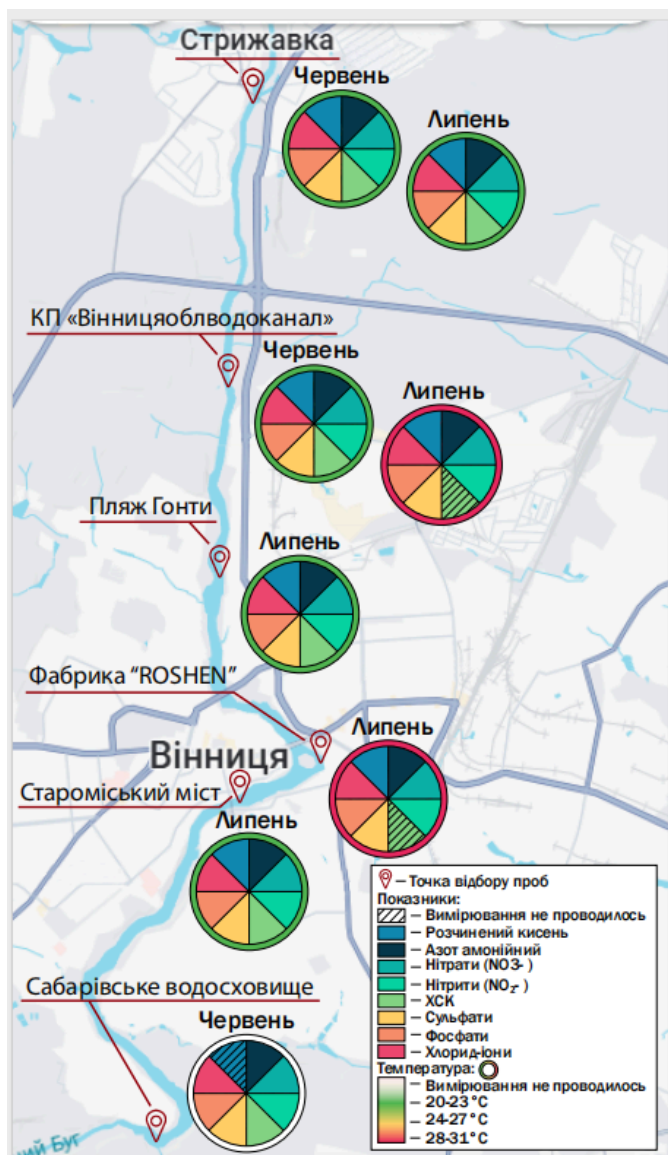 Стрижавка
Червень
Липень
КП «Вінницяоблводоканал»
Червень
Липень
Пляж Гонти
Липень
Фабрика “ROSHEN”
Липень
Вінниця
Староміський міст
Липень
– Точка відбору проб
Показники:
– Вимірювання не проводилось
– Розчинений кисень
– Азот амонійний
– Нітрати (NO3- )
– Нітрити (NO₂-)
– ХСК
– Сульфати
– Фосфати
– Хлорид-іони
Температура:
– Вимірювання не проводилось
– 20-23°С
– 24-27°С
– 28-31°С
Сабарівське водосховище
Червень
Буг